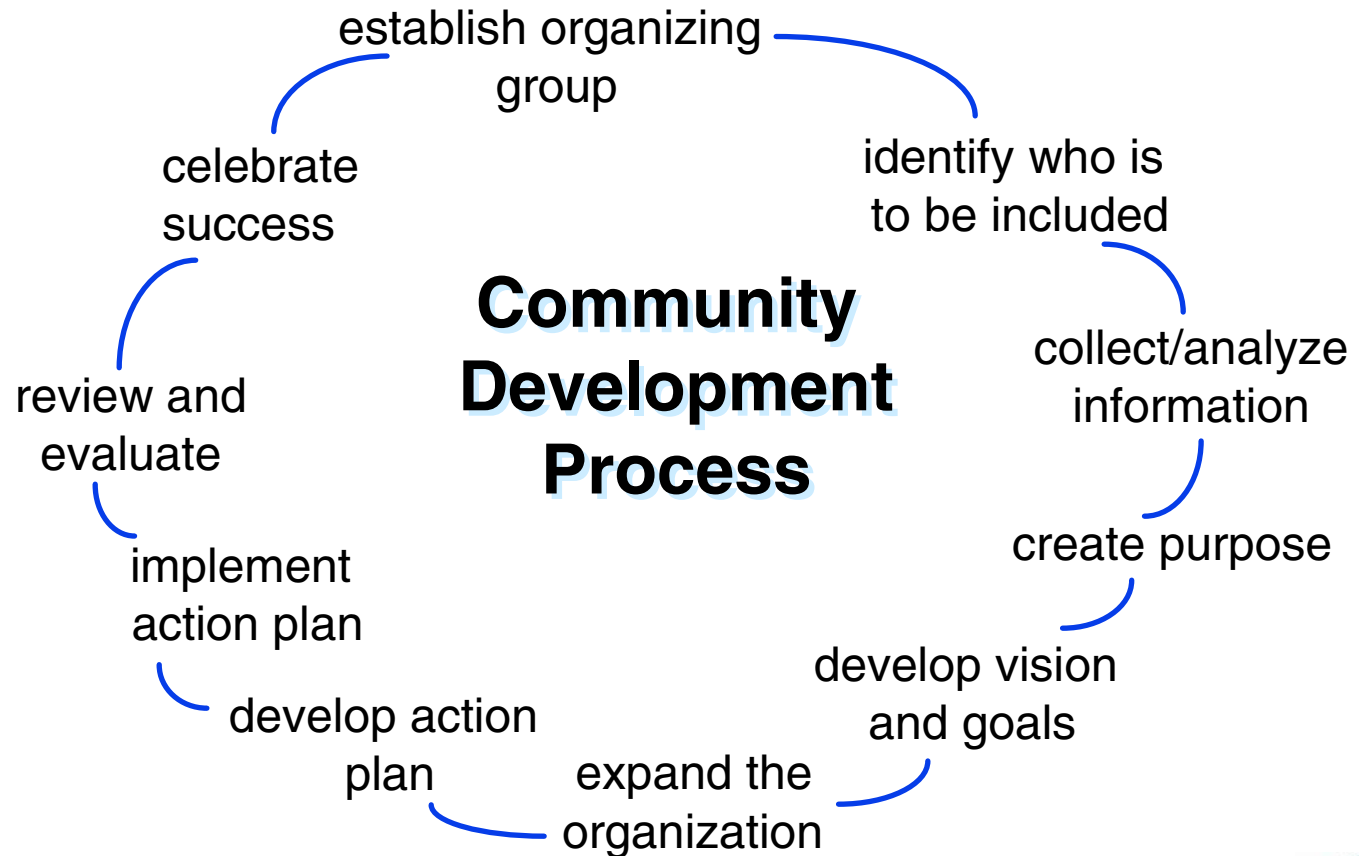 establish organizing
group
identify who is
to be included
collect/analyze
information
create purpose
develop vision
and goals
expand the
organization
develop action
plan
implement
action plan
review and
evaluate
celebrate
success
Community
Development
Process